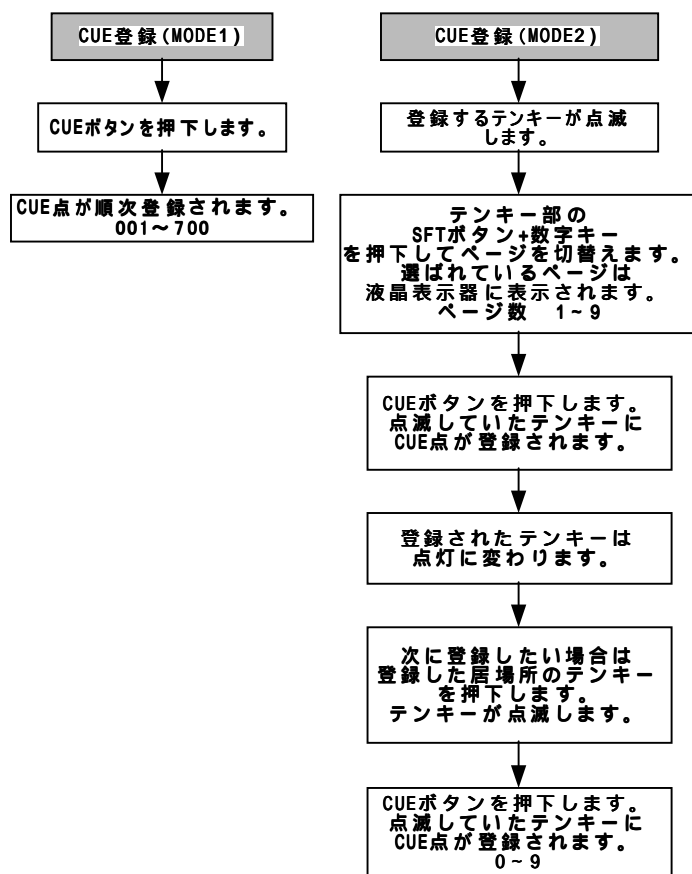 CUE登録(MODE1)
CUEボタンを押下します。
CUE点が順次登録されます。
001～700
CUE登録(MODE2)
登録するテンキーが点滅
します。
テンキー部の
SFTボタン+数字キー
を押下してページを切替えます。
選ばれているページは
液晶表示器に表示されます。
ページ数　1~9
CUEボタンを押下します。
点滅していたテンキーに
CUE点が登録されます。
登録されたテンキーは
点灯に変わります。
次に登録したい場合は
登録した居場所のテンキー
を押下します。
テンキーが点滅します。
CUEボタンを押下します。
点滅していたテンキーに
CUE点が登録されます。
0~9